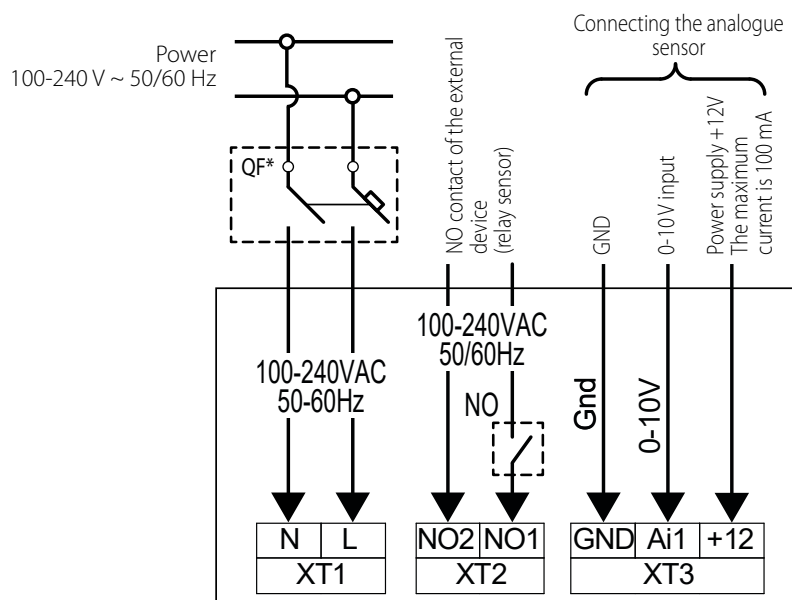 Connecting the analogue
sensor
Power
100-240 V ~ 50/60 Hz
QF*
NO contact of the external
device
(relay sensor)
GND
0-10 V input
Power supply +12V
The maximum
current is 100 mA
100-240VAC
50-60Hz
100-240VAC
50/60Hz
NO
Gnd
0-10V
N L
XT1
NO2 NO1
XT2
GND Ai1 +12
XT3